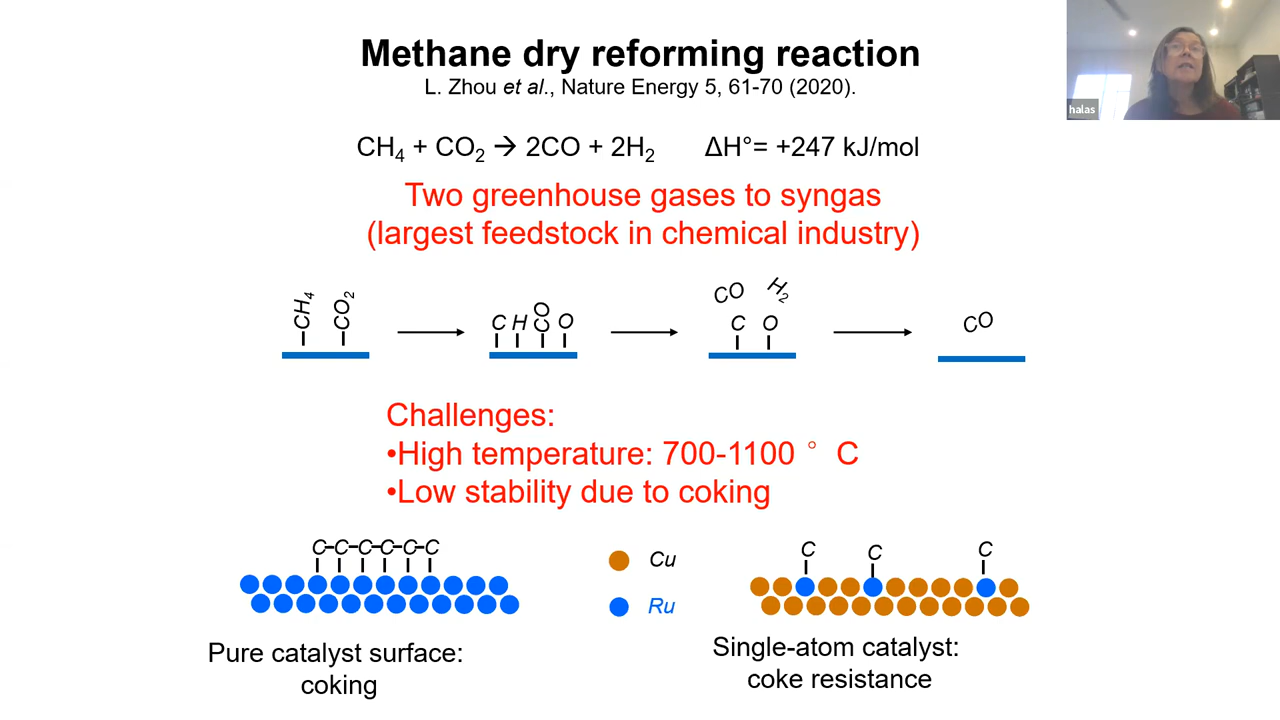 Methane dry reforming reaction
L. Zhou et al., Nature Energy 5, 61-70 (2020).
halas
CH₄ + CO₂ → 2CO + 2H₂ ΔH°= +247 kJ/mol
Two greenhouse gases to syngas
(largest feedstock in chemical industry)
CH₄ CO₂
C H CO O
CO H₂
C O
CO
Challenges:
•High temperature: 700-1100 ° C
•Low stability due to coking
C-C-C-C-C-C
Cu
Ru
C C C
Pure catalyst surface:
coking
Single-atom catalyst:
coke resistance